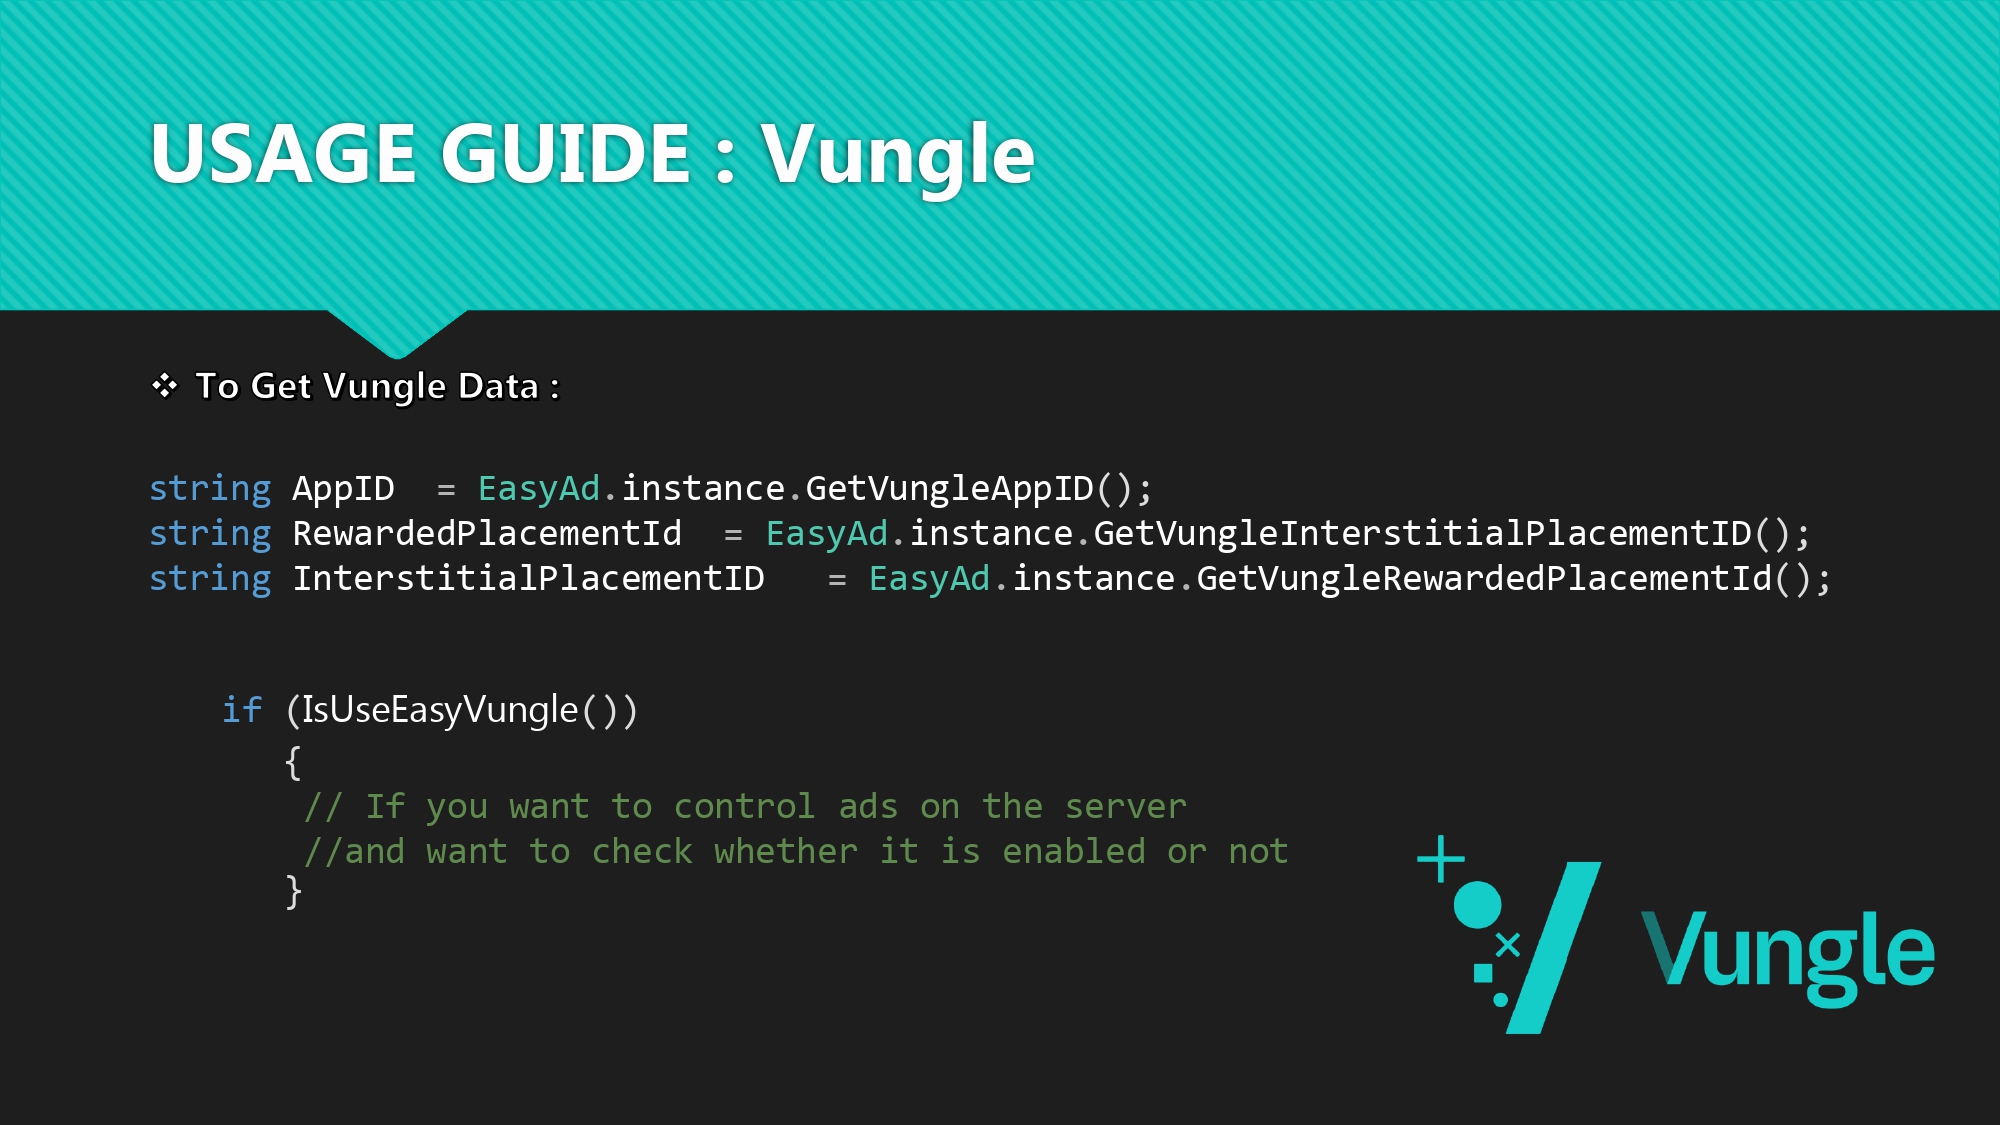 USAGE GUIDE : Vungle
❖ To Get Vungle Data :
string AppID  = EasyAd.instance.GetVungleAppID();
string RewardedPlacementId  = EasyAd.instance.GetVungleInterstitialPlacementID();
string InterstitialPlacementID   = EasyAd.instance.GetVungleRewardedPlacementId();
if (IsUseEasyVungle())
{
// If you want to control ads on the server
//and want to check whether it is enabled or not
}
Vungle